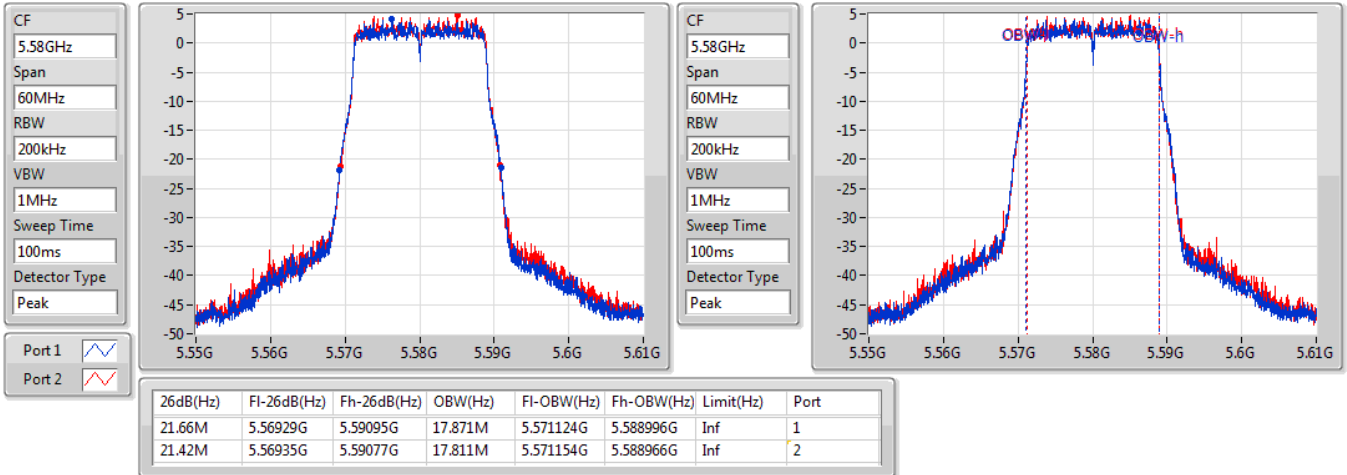 CF
5.58GHz
Span
60MHz
RBW
200kHz
VBW
1MHz
Sweep Time
100ms
Detector Type
Peak
5
0
-5
-10
-15
-20
-25
-30
-35
-40
-45
-50
5.55G 5.56G 5.57G 5.58G 5.59G 5.6G 5.61G
CF
5.58GHz
Span
60MHz
RBW
200kHz
VBW
1MHz
Sweep Time
100ms
Detector Type
Peak
5
0
-5
-10
-15
-20
-25
-30
-35
-40
-45
-50
OBW-h
5.55G 5.56G 5.57G 5.58G 5.59G 5.6G 5.61G
Port 1
Port 2
26dB(Hz) Fl-26dB(Hz) Fh-26dB(Hz) OBW(Hz) Fl-OBW(Hz) Fh-OBW(Hz) Limit(Hz) Port
21.66M 5.56929G 5.59095G 17.871M 5.571124G 5.588996G Inf 1
21.42M 5.56935G 5.59077G 17.811M 5.571154G 5.588966G Inf 2